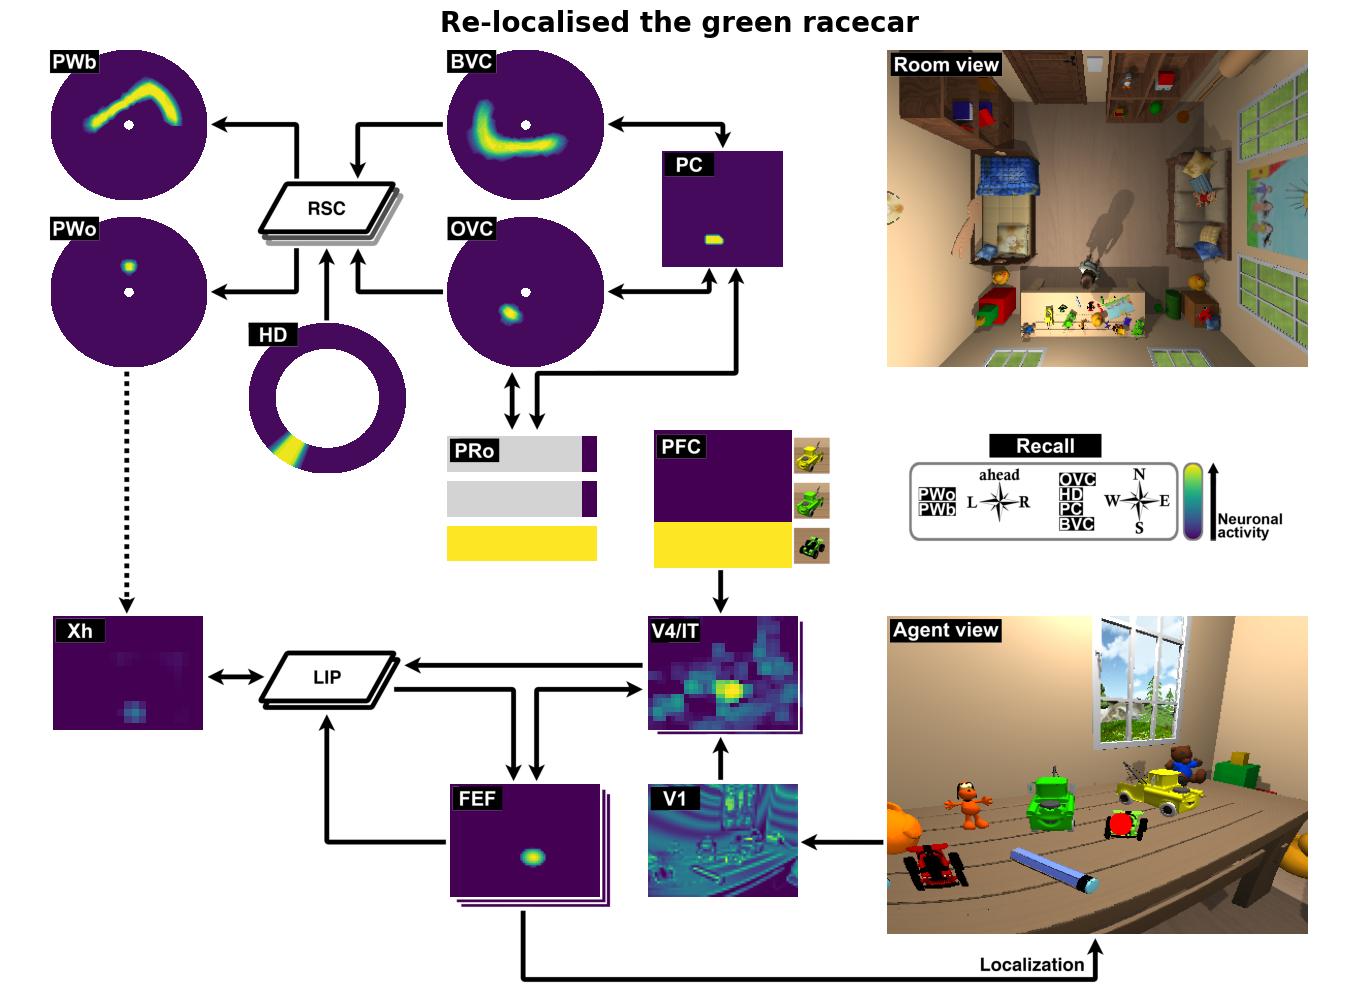 Re-localised the green racecar
PWb
BVC
Room view
PC
RSC
PWo
OVC
HD
PRo
PFC
Recall
ahead
L R
PWo
PWb
OVC
HD
PC
BVC
N
W E
S
Neuronal
activity
Xh
LIP
V4/IT
Agent view
FEF
V1
Localization